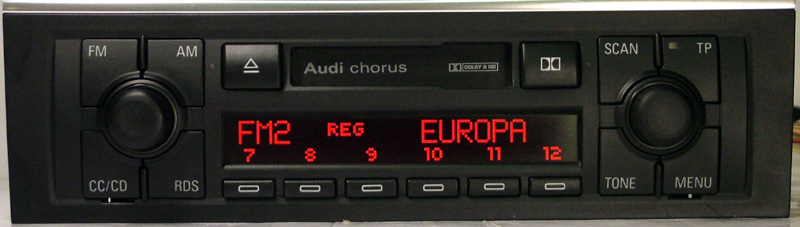 FM AM
Audi chorus
DOLBY B NR
SCAN TP
FM2 REG EUROPA
7 8 9 10 11 12
CC/CD RDS
TONE MENU